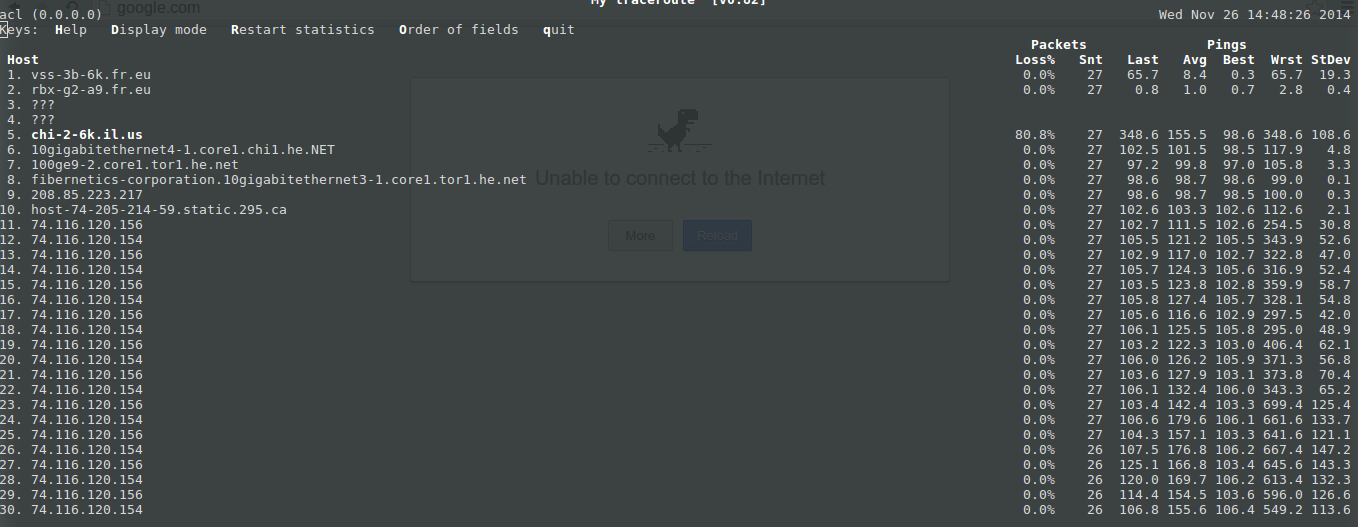 google.com
My traceroute [v0.82]
acl (0.0.0.0) Wed Nov 26 14:48:26 2014
Keys: Help Display mode Restart statistics Order of fields quit
Packets Pings
Host Loss% Snt Last Avg Best Wrst StDev
1. vss-3b-6k.fr.eu 0.0% 27 65.7 8.4 0.3 65.7 19.3
2. rbx-g2-a9.fr.eu 0.0% 27 0.8 1.0 0.7 2.8 0.4
3. ???
4. ???
5. chi-2-6k.il.us 80.8% 27 348.6 155.5 98.6 348.6 108.6
6. 10gigabitethernet4-1.core1.chi1.he.NET 0.0% 27 102.5 101.5 98.5 117.9 4.8
7. 100ge9-2.core1.tor1.he.net 0.0% 27 97.2 99.8 97.0 105.8 3.3
8. fibernetics-corporation.10gigabitethernet3-1.core1.tor1.he.net 0.0% 27 98.6 98.7 98.6 99.0 0.1
Unable to connect to the Internet
9. 208.85.223.217 0.0% 27 98.6 98.7 98.5 100.0 0.3
10. host-74-205-214-59.static.295.ca 0.0% 27 102.6 103.3 102.6 112.6 2.1
11. 74.116.120.156 0.0% 27 102.7 111.5 102.6 254.5 30.8
More Reload
12. 74.116.120.154 0.0% 27 105.5 121.2 105.5 343.9 52.6
13. 74.116.120.156 0.0% 27 102.9 117.0 102.7 322.8 47.0
14. 74.116.120.154 0.0% 27 105.7 124.3 105.6 316.9 52.4
15. 74.116.120.156 0.0% 27 103.5 123.8 102.8 359.9 58.7
16. 74.116.120.154 0.0% 27 105.8 127.4 105.7 328.1 54.8
17. 74.116.120.156 0.0% 27 105.6 116.6 102.9 297.5 42.0
18. 74.116.120.154 0.0% 27 106.1 125.5 105.8 295.0 48.9
19. 74.116.120.156 0.0% 27 103.2 122.3 103.0 406.4 62.1
20. 74.116.120.154 0.0% 27 106.0 126.2 105.9 371.3 56.8
21. 74.116.120.156 0.0% 27 103.6 127.9 103.1 373.8 70.4
22. 74.116.120.154 0.0% 27 106.1 132.4 106.0 343.3 65.2
23. 74.116.120.156 0.0% 27 103.4 142.4 103.3 699.4 125.4
24. 74.116.120.154 0.0% 27 106.6 179.6 106.1 661.6 133.7
25. 74.116.120.156 0.0% 27 104.3 157.1 103.3 641.6 121.1
26. 74.116.120.154 0.0% 26 107.5 176.8 106.2 667.4 147.2
27. 74.116.120.156 0.0% 26 125.1 166.8 103.4 645.6 143.3
28. 74.116.120.154 0.0% 26 120.0 169.7 106.2 613.4 132.3
29. 74.116.120.156 0.0% 26 114.4 154.5 103.6 596.0 126.6
30. 74.116.120.154 0.0% 26 106.8 155.6 106.4 549.2 113.6